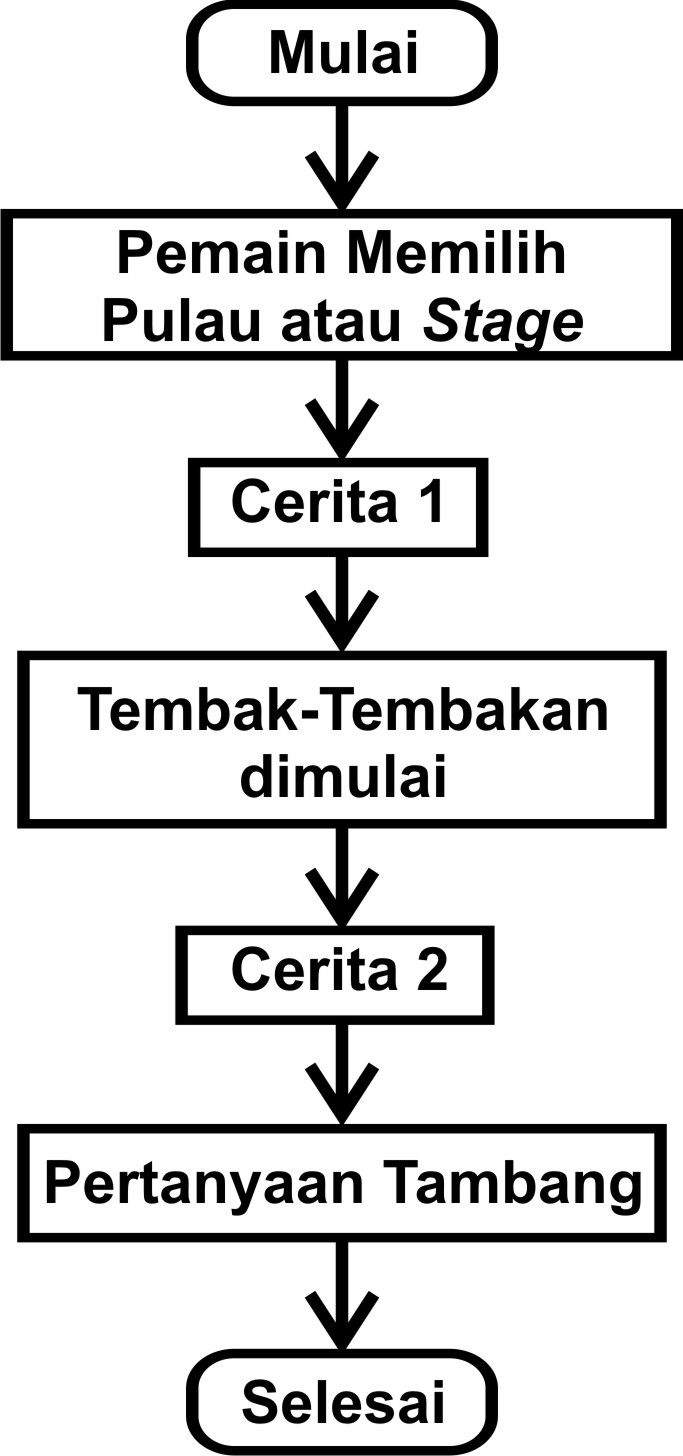 Mulai
Pemain Memilih
Pulau atau Stage
Cerita 1
Tembak-Tembakan
dimulai
Cerita 2
Pertanyaan Tambang
Selesai